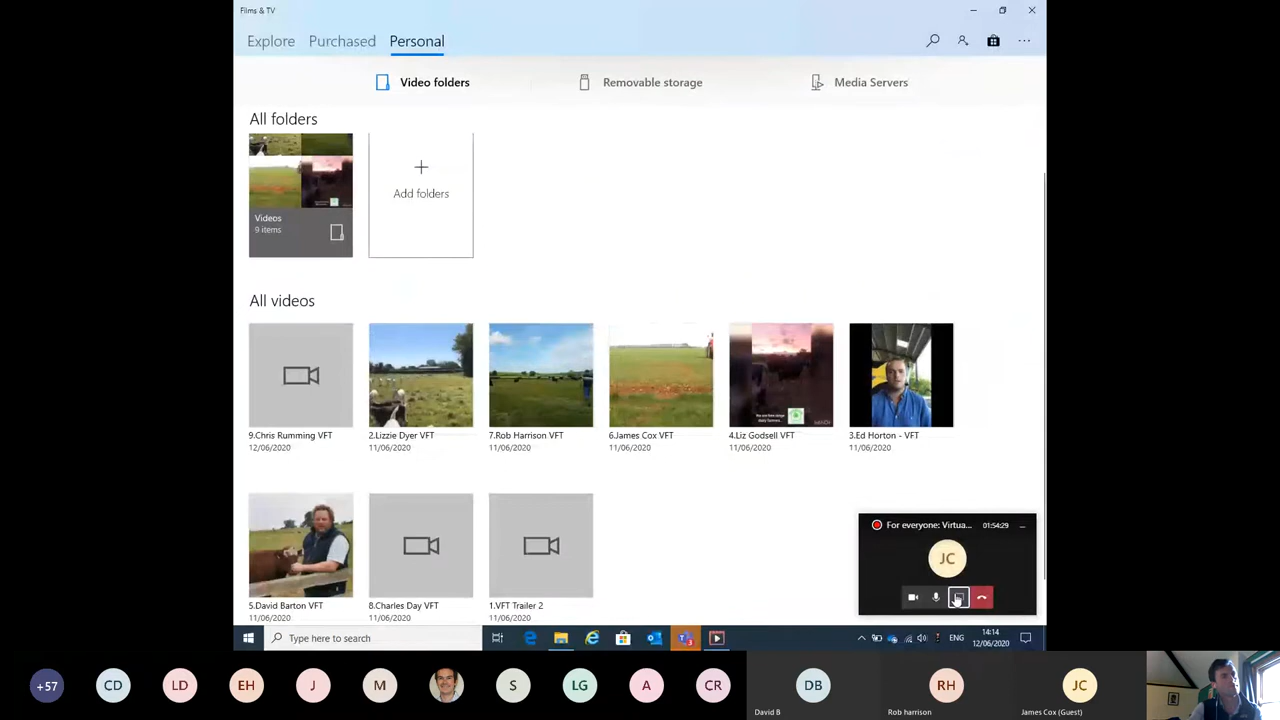 Films & TV
Explore Purchased Personal
Video folders Removable storage Media Servers
All folders
Videos
9 items
Add folders
All videos
9.Chris Rumming VFT
12/06/2020
2.Lizzie Dyer VFT
11/06/2020
7.Rob Harrison VFT
11/06/2020
6.James Cox VFT
11/06/2020
4.Liz Godsell VFT
11/06/2020
3.Ed Horton - VFT
11/06/2020
5.David Barton VFT
11/06/2020
8.Charles Day VFT
11/06/2020
1.VFT Trailer 2
11/06/2020
For everyone: Virtua... 01:54:29
JC
Type here to search
ENG
14:14
12/06/2020
+57 CD LD EH J M S LG A CR DB RH JC
David B Rob harrison James Cox (Guest)